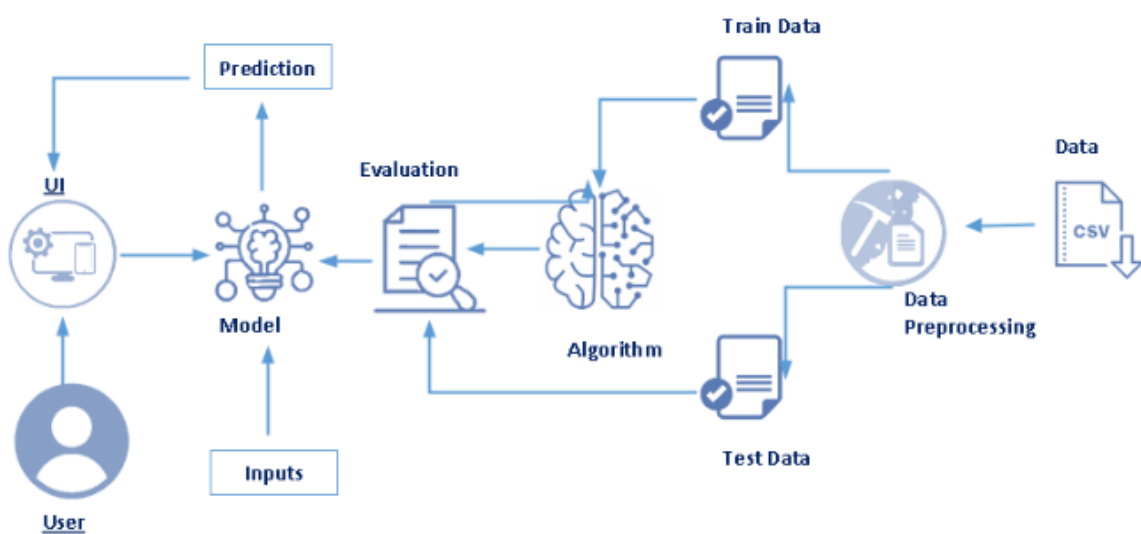 Train Data
Prediction
Data
Evaluation
UI
CSV
Data
Preprocessing
Model
Algorithm
Test Data
Inputs
User